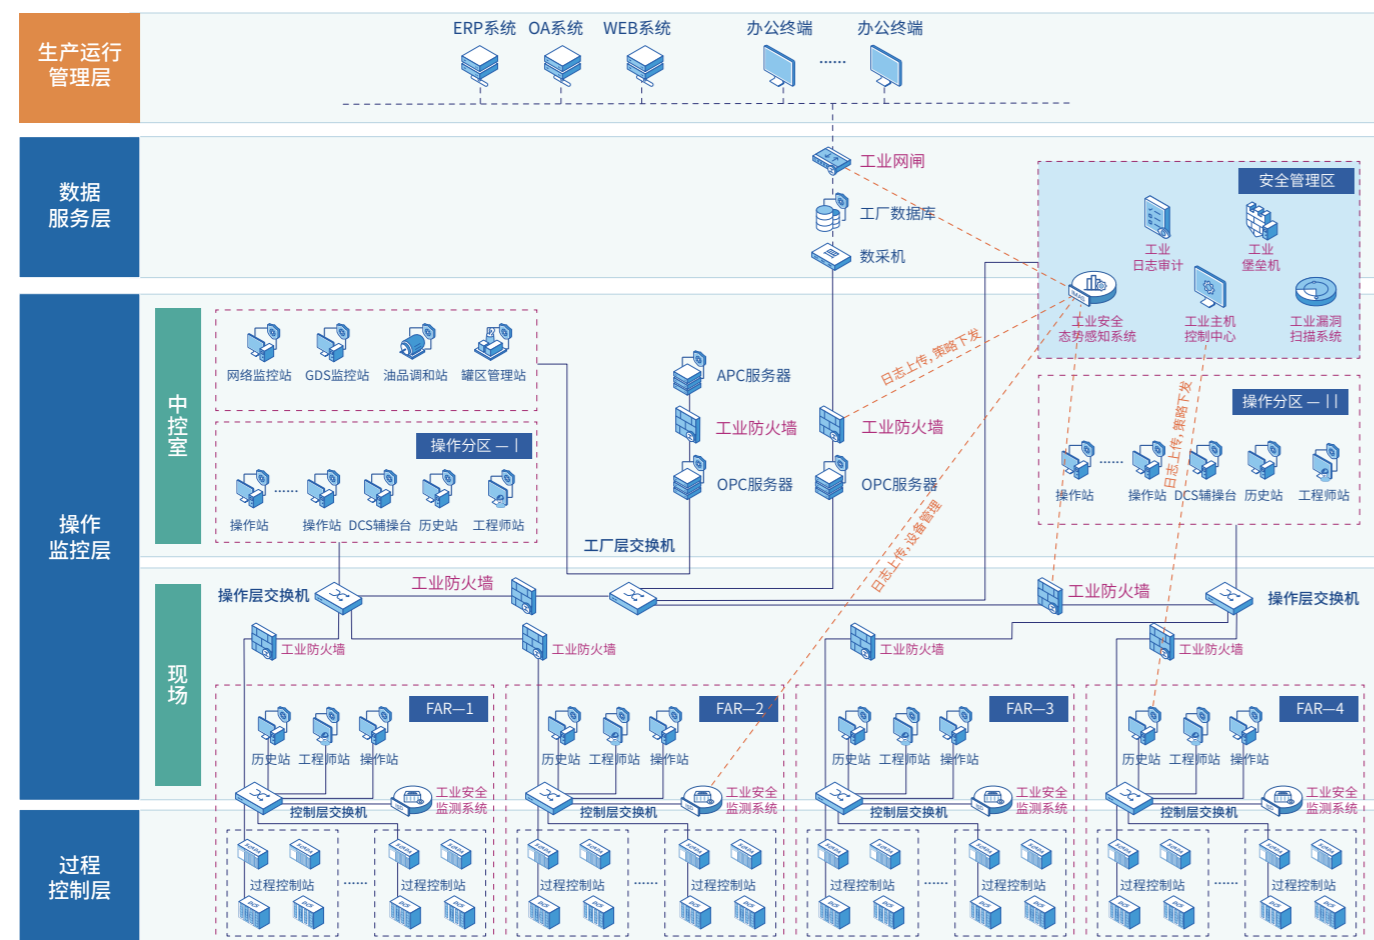 生产运行
管理层
ERP系统
OA系统
WEB系统
办公终端
......
办公终端
数据
服务层
工业网闸
工厂数据库
数采机
安全管理区
工业
日志审计
工业
堡垒机
工业安全
态势感知系统
工业主机
控制中心
工业漏洞
扫描系统
操作
监控层
中控室
网络监控站
GDS监控站
油品调和站
罐区管理站
操作分区 — |
操作站
......
操作站
DCS辅操台
历史站
工程师站
APC服务器
工业防火墙
OPC服务器
工业防火墙
OPC服务器
日志上传，策略下发
日志上传，设备管理
日志上传，策略下发
操作分区 — ||
操作站
......
操作站
DCS辅操台
历史站
工程师站
工厂层交换机
现场
操作层交换机
工业防火墙
工业防火墙
操作层交换机
工业防火墙
工业防火墙
工业防火墙
工业防火墙
FAR—1
历史站
工程师站
操作站
工业安全
监测系统
控制层交换机
FAR—2
历史站
工程师站
操作站
工业安全
监测系统
控制层交换机
FAR—3
历史站
工程师站
操作站
工业安全
监测系统
控制层交换机
FAR—4
历史站
工程师站
操作站
工业安全
监测系统
控制层交换机
过程
控制层
过程控制站
......
过程控制站
过程控制站
......
过程控制站
过程控制站
......
过程控制站
过程控制站
......
过程控制站